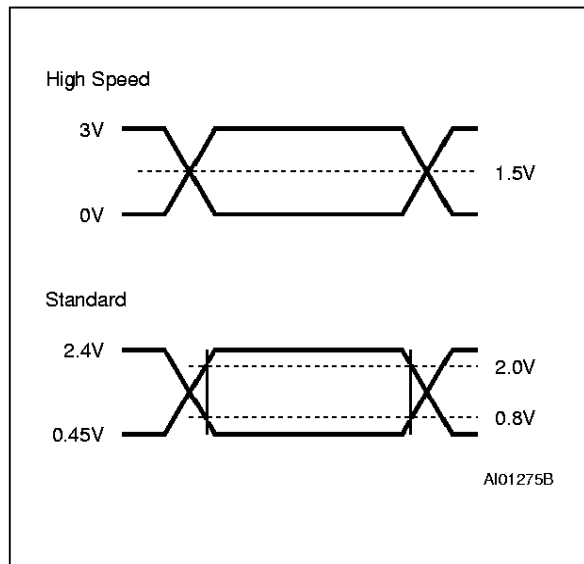 High Speed
3V
1.5V
0V
Standard
2.4V
2.0V
0.8V
0.45V
AI01275B